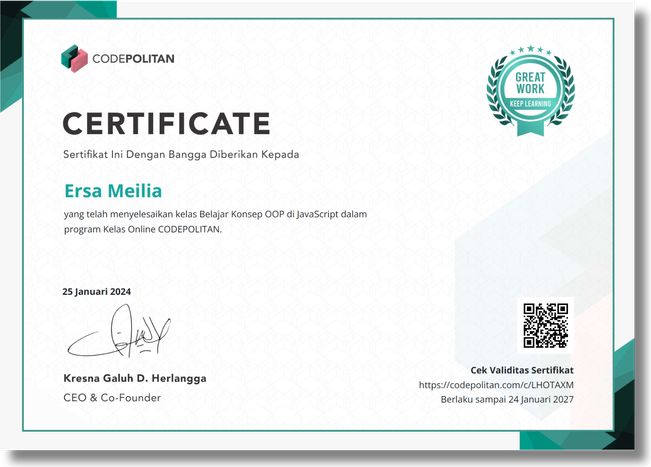 CODEPOLITAN
GREAT
WORK
KEEP LEARNING
CERTIFICATE
Sertifikat Ini Dengan Bangga Diberikan Kepada
Ersa Meilia
yang telah menyelesaikan kelas Belajar Konsep OOP di JavaScript dalam
program Kelas Online CODEPOLITAN.
25 Januari 2024
Kresna Galuh D. Herlangga
CEO & Co-Founder
Cek Validitas Sertifikat
https://codepolitan.com/c/LHOTAXM
Berlaku sampai 24 Januari 2027